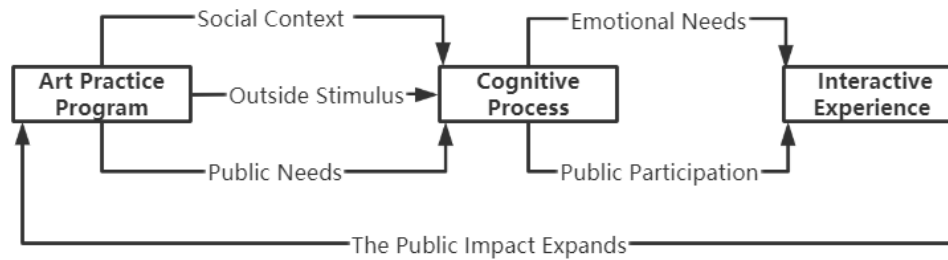 Social Context
Emotional Needs
Art Practice
Program
Outside Stimulus
Cognitive
Process
Interactive
Experience
Public Needs
Public Participation
The Public Impact Expands